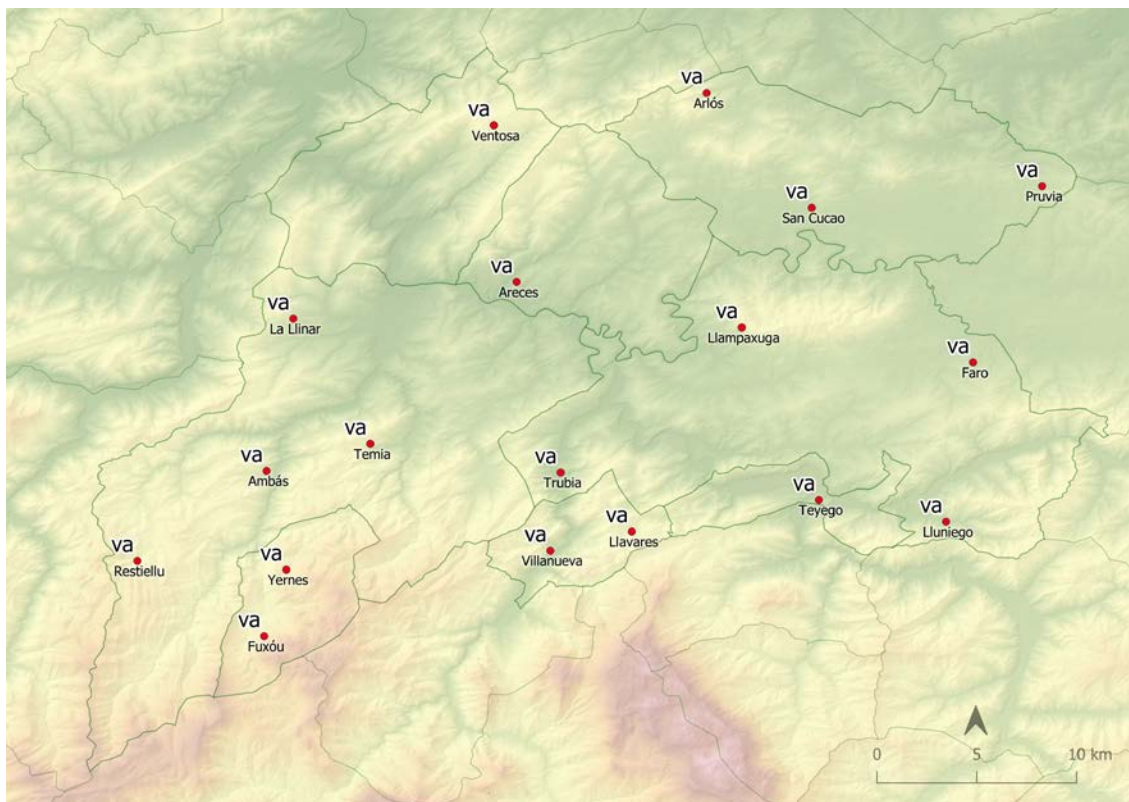 va
Arlós
va
Ventosa
va
Pruvia
va
San Cucao
va
Areces
va
La Llinar
va
Llampaxuga
va
Faro
va
Temia
va
Ambás
va
Trubia
va
Teyego
va
Lluniego
va
Llavares
va
Villanueva
va
Restiellu
va
Yernes
va
Fuxóu
0 5 10 km